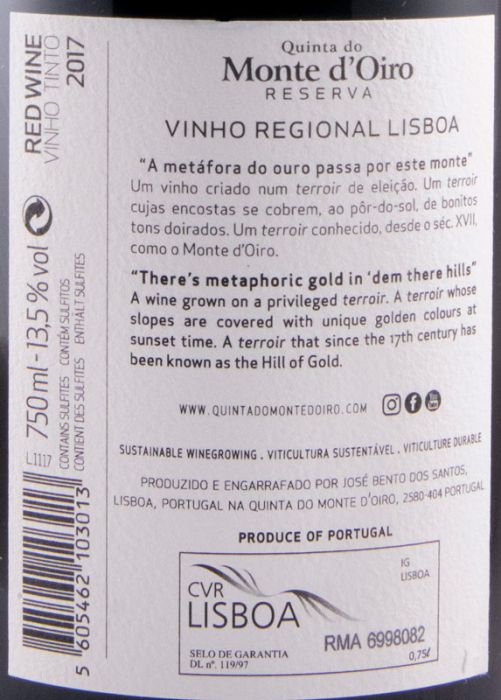 RED WINE
VINHO TINTO
2017
750ml - 13,5% vol
CONTAINS SULFITES CONTÉM SULFITOS
CONTIENT DES SULFITES ENTHÄLT SULFITES
L1117
5 605462 103013
Quinta do
Monte d'Oiro
RESERVA
VINHO REGIONAL LISBOA
"A metáfora do ouro passa por este monte"
Um vinho criado num terroir de eleição. Um terroir
cujas encostas se cobrem, ao pôr-do-sol, de bonitos
tons doirados. Um terroir conhecido, desde o séc. XVII,
como o Monte d'Oiro.
"There's metaphoric gold in 'dem there hills"
A wine grown on a privileged terroir. A terroir whose
slopes are covered with unique golden colours at
sunset time. A terroir that since the 17th century has
been known as the Hill of Gold.
WWW.QUINTADOMONTEDOIRO.COM
SUSTAINABLE WINEGROWING . VITICULTURA SUSTENTÁVEL . VITICULTURE DURABLE
PRODUZIDO E ENGARRAFADO POR JOSÉ BENTO DOS SANTOS,
LISBOA, PORTUGAL NA QUINTA DO MONTE D'OIRO, 2580-404 PORTUGAL
PRODUCE OF PORTUGAL
CVR
LISBOA
IG
LISBOA
SELO DE GARANTIA
DL nº. 119/97
RMA 6998082
0,75ℓ